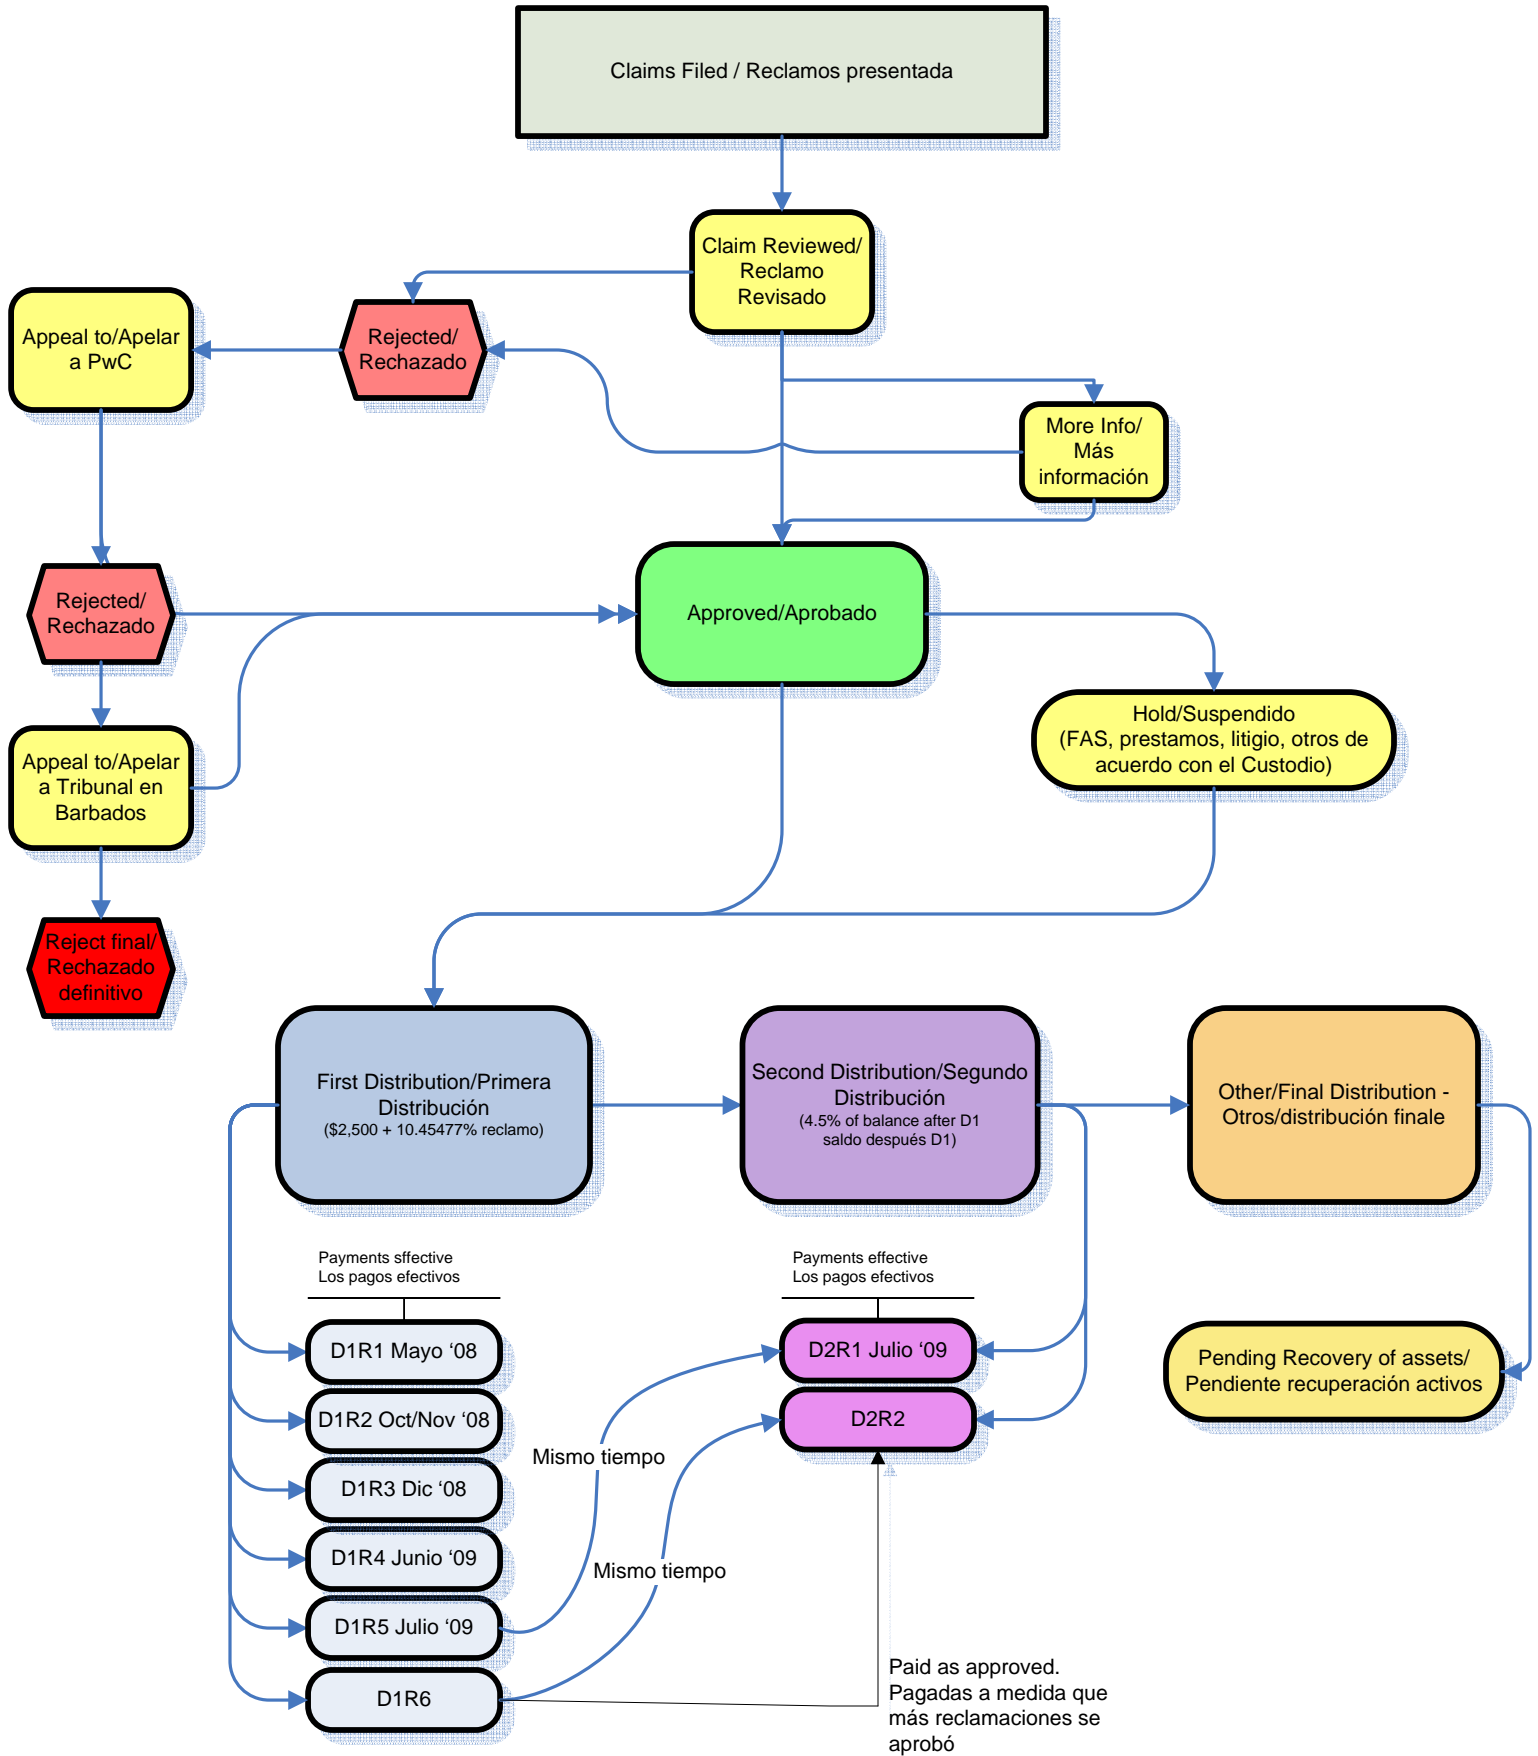 Claims Filed / Reclamos presentada
Claim Reviewed/
Reclamo
Revisado
Appeal to/Apelar
a PwC
Rejected/
Rechazado
More Info/
Más
información
Rejected/
Rechazado
Approved/Aprobado
Appeal to/Apelar
a Tribunal en
Barbados
Hold/Suspendido
(FAS, prestamos, litigio, otros de
acuerdo con el Custodio)
Reject final/
Rechazado
definitivo
First Distribution/Primera
Distribución
($2,500 + 10.45477% reclamo)
Second Distribution/Segundo
Distribución
(4.5% of balance after D1
saldo después D1)
Other/Final Distribution -
Otros/distribución finale
Payments sffective
Los pagos efectivos
Payments effective
Los pagos efectivos
D1R1 Mayo ‘08
D1R2 Oct/Nov ‘08
D1R3 Dic ‘08
D1R4 Junio ‘09
D1R5 Julio ‘09
D1R6
D2R1 Julio ‘09
D2R2
Pending Recovery of assets/
Pendiente recuperación activos
Mismo tiempo
Mismo tiempo
Paid as approved.
Pagadas a medida que
más reclamaciones se
aprobó